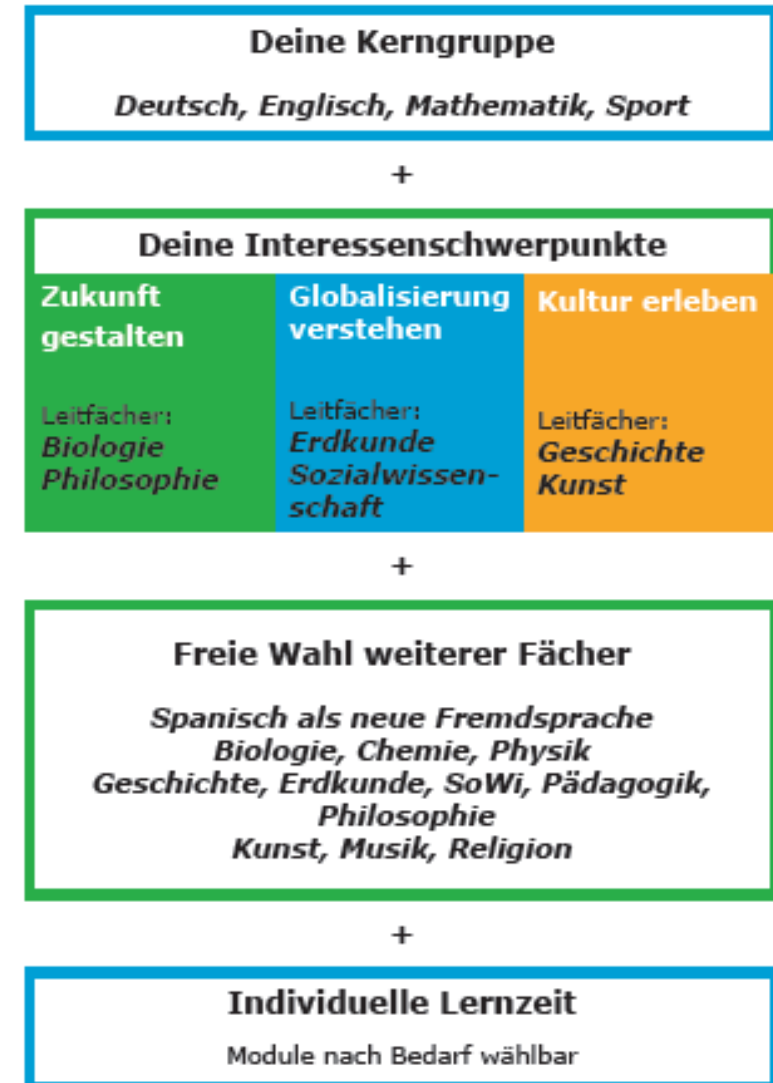 Deine Kerngruppe
Deutsch, Englisch, Mathematik, Sport
+
Deine Interessenschwerpunkte
Zukunft
gestalten
Leitfächer:
Biologie
Philosophie
Globalisierung
verstehen
Leitfächer:
Erdkunde
Sozialwissen-
schaft
Kultur erleben
Leitfächer:
Geschichte
Kunst
+
Freie Wahl weiterer Fächer
Spanisch als neue Fremdsprache
Biologie, Chemie, Physik
Geschichte, Erdkunde, SoWi, Pädagogik,
Philosophie
Kunst, Musik, Religion
+
Individuelle Lernzeit
Module nach Bedarf wählbar